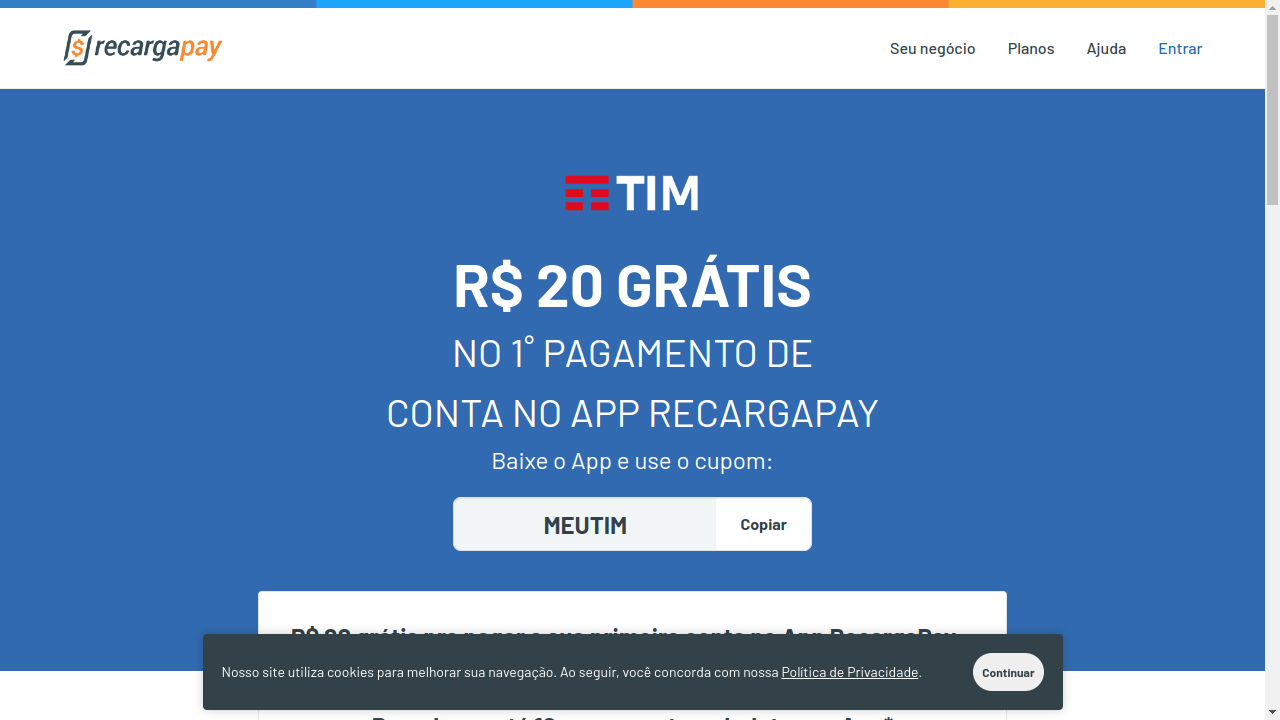 recargapay
Seu negócio
Planos
Ajuda
Entrar
TIM
R$ 20 GRÁTIS
NO 1° PAGAMENTO DE
CONTA NO APP RECARGAPAY
Baixe o App e use o cupom:
MEUTIM
Copiar
Nosso site utiliza cookies para melhorar sua navegação. Ao seguir, você concorda com nossa Política de Privacidade.
Continuar